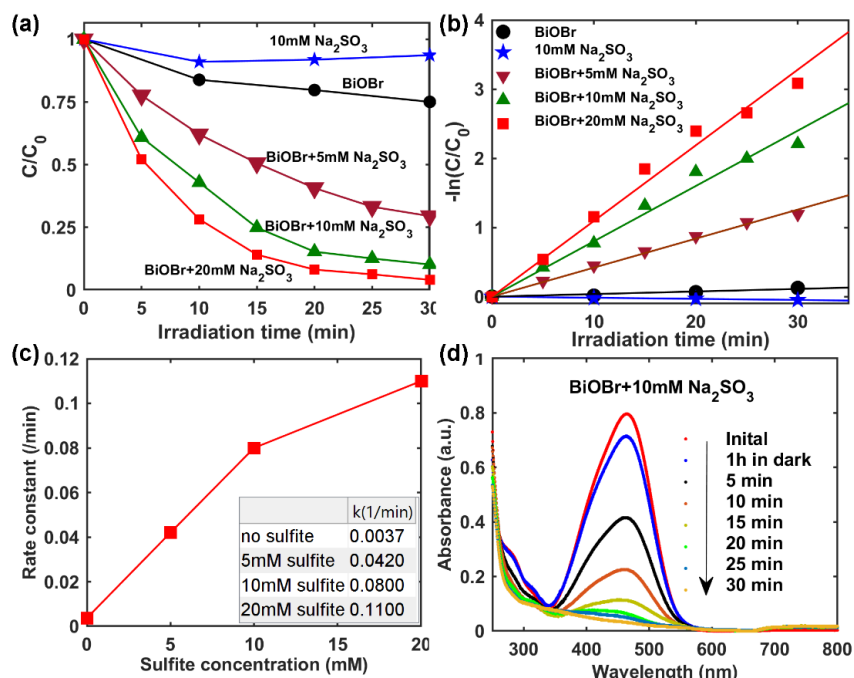 (a)
C/C0
1
0.75
0.5
0.25
0
10mM Na2SO3
BiOBr
BiOBr+5mM Na2SO3
BiOBr+10mM Na2SO3
BiOBr+20mM Na2SO3
0 5 10 15 20 25 30
Irradiation time (min)
(b)
-ln(C/C0)
-4
3
2
1
0
BiOBr
10mM Na2SO3
BiOBr+5mM Na2SO3
BiOBr+10mM Na2SO3
BiOBr+20mM Na2SO3
0 10 20 30
Irradiation time (min)
(c)
Rate constant (/min)
0.12
0.1
0.08
0.06
0.04
0.02
0
k(1/min)
no sulfite 0.0037
5mM sulfite 0.0420
10mM sulfite 0.0800
20mM sulfite 0.1100
0 5 10 15 20
Sulfite concentration (mM)
(d)
Absorbance (a.u.)
1
0.8
0.6
0.4
0.2
0
BiOBr+10mM Na2SO3
Inital
1h in dark
5 min
10 min
15 min
20 min
25 min
30 min
300 400 500 600 700 800
Wavelength (nm)